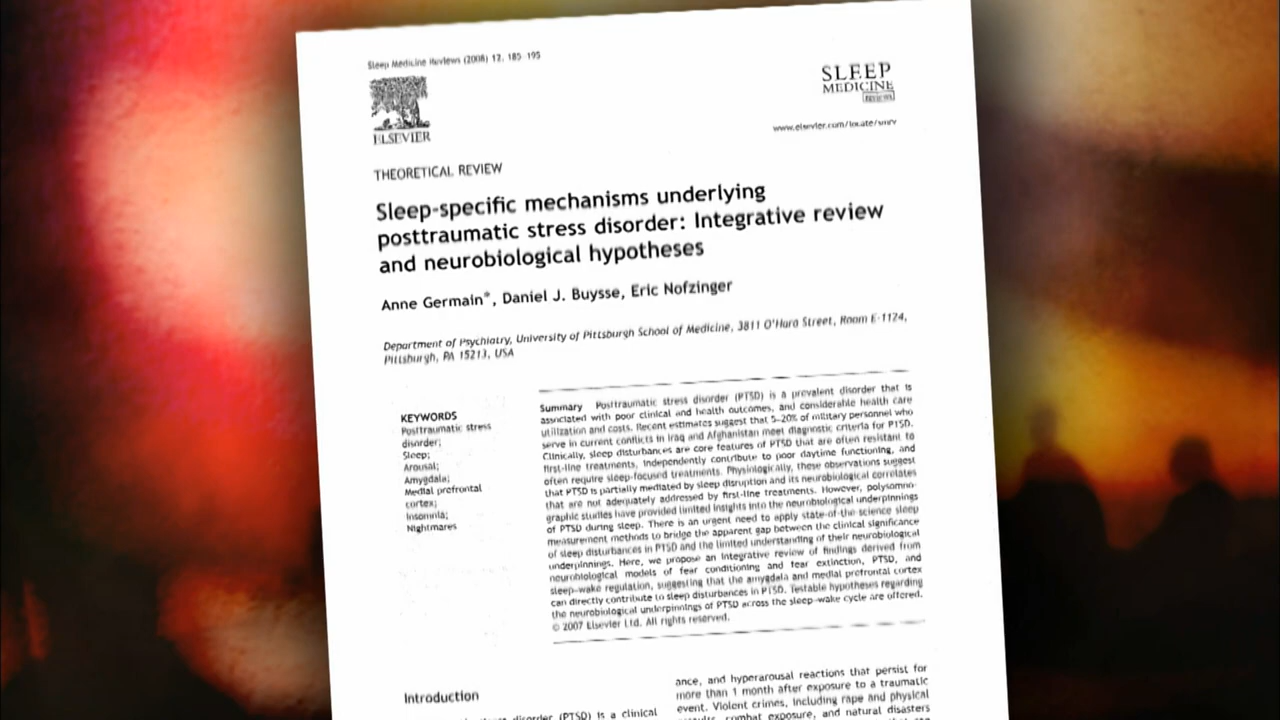 Sleep Medicine Reviews (2008) 12, 185–195
ELSEVIER
SLEEP
MEDICINE
REVIEWS
www.elsevier.com/locate/smrv
THEORETICAL REVIEW
Sleep-specific mechanisms underlying
posttraumatic stress disorder: Integrative review
and neurobiological hypotheses
Anne Germain*, Daniel J. Buysse, Eric Nofzinger
Department of Psychiatry, University of Pittsburgh School of Medicine, 3811 O'Hara Street, Room E-1124,
Pittsburgh, PA 15213, USA
KEYWORDS
Posttraumatic stress
disorder;
Sleep;
Arousal;
Amygdala;
Medial prefrontal
cortex;
Insomnia;
Nightmares
Summary Posttraumatic stress disorder (PTSD) is a prevalent disorder that is
associated with poor clinical and health outcomes, and considerable health care
utilization and costs. Recent estimates suggest that 5–20% of military personnel who
serve in current conflicts in Iraq and Afghanistan meet diagnostic criteria for PTSD.
Clinically, sleep disturbances are core features of PTSD that are often resistant to
first-line treatments, independently contribute to poor daytime functioning, and
often require sleep-focused treatments. Physiologically, these observations suggest
that PTSD is partially mediated by sleep disruption and its neurobiological correlates
that are not adequately addressed by first-line treatments. However, polysomno-
graphic studies have provided limited insights into the neurobiological underpinnings
of PTSD during sleep. There is an urgent need to apply state-of-the-science sleep
measurement methods to bridge the apparent gap between the clinical significance
of sleep disturbances in PTSD and the limited understanding of their neurobiological
underpinnings. Here, we propose an integrative review of findings derived from
neurobiological models of fear conditioning and fear extinction, PTSD, and
sleep–wake regulation, suggesting that the amygdala and medial prefrontal cortex
can directly contribute to sleep disturbances in PTSD. Testable hypotheses regarding
the neurobiological underpinnings of PTSD across the sleep–wake cycle are offered.
© 2007 Elsevier Ltd. All rights reserved.
Introduction
disorder (PTSD) is a clinical
ance, and hyperarousal reactions that persist for
more than 1 month after exposure to a traumatic
event. Violent crimes, including rape and physical
combat exposure, and natural disasters